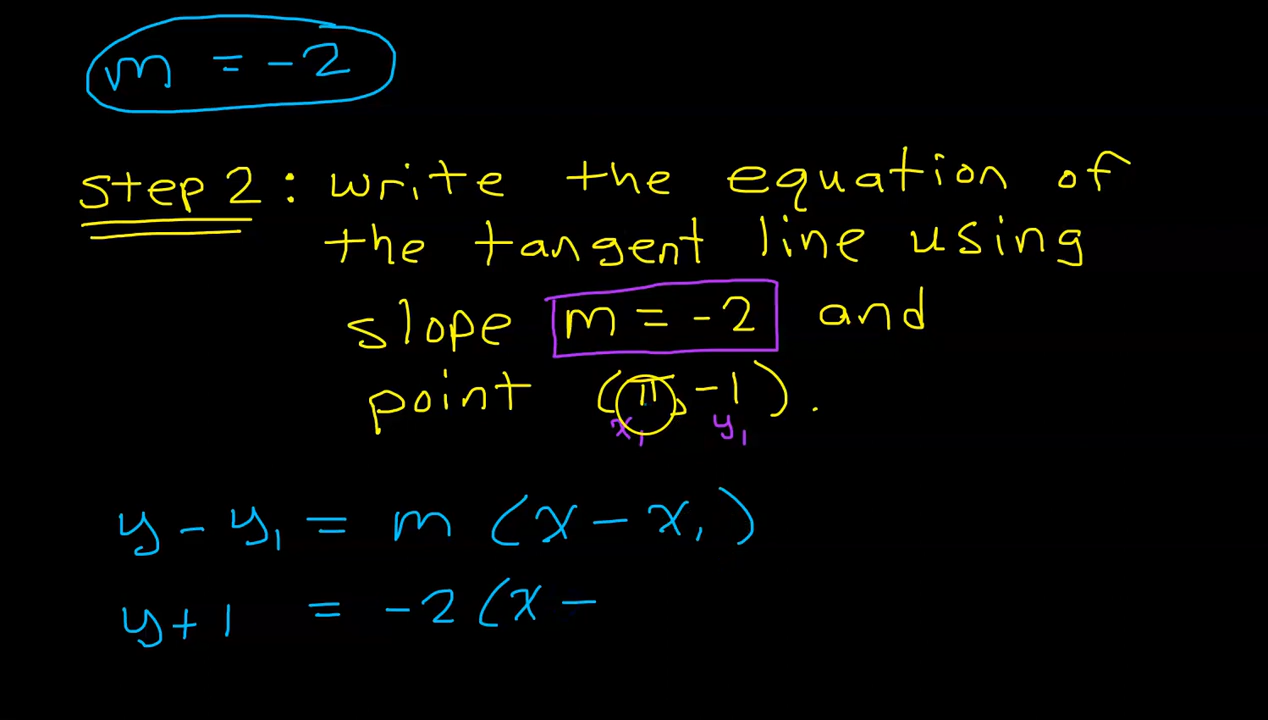 m = -2
step 2: write the equation of
the tangent line using
slope m = -2 and
point (π, -1).
x₁ y₁
y - y₁ = m (x - x₁)
y + 1 = -2 (x -